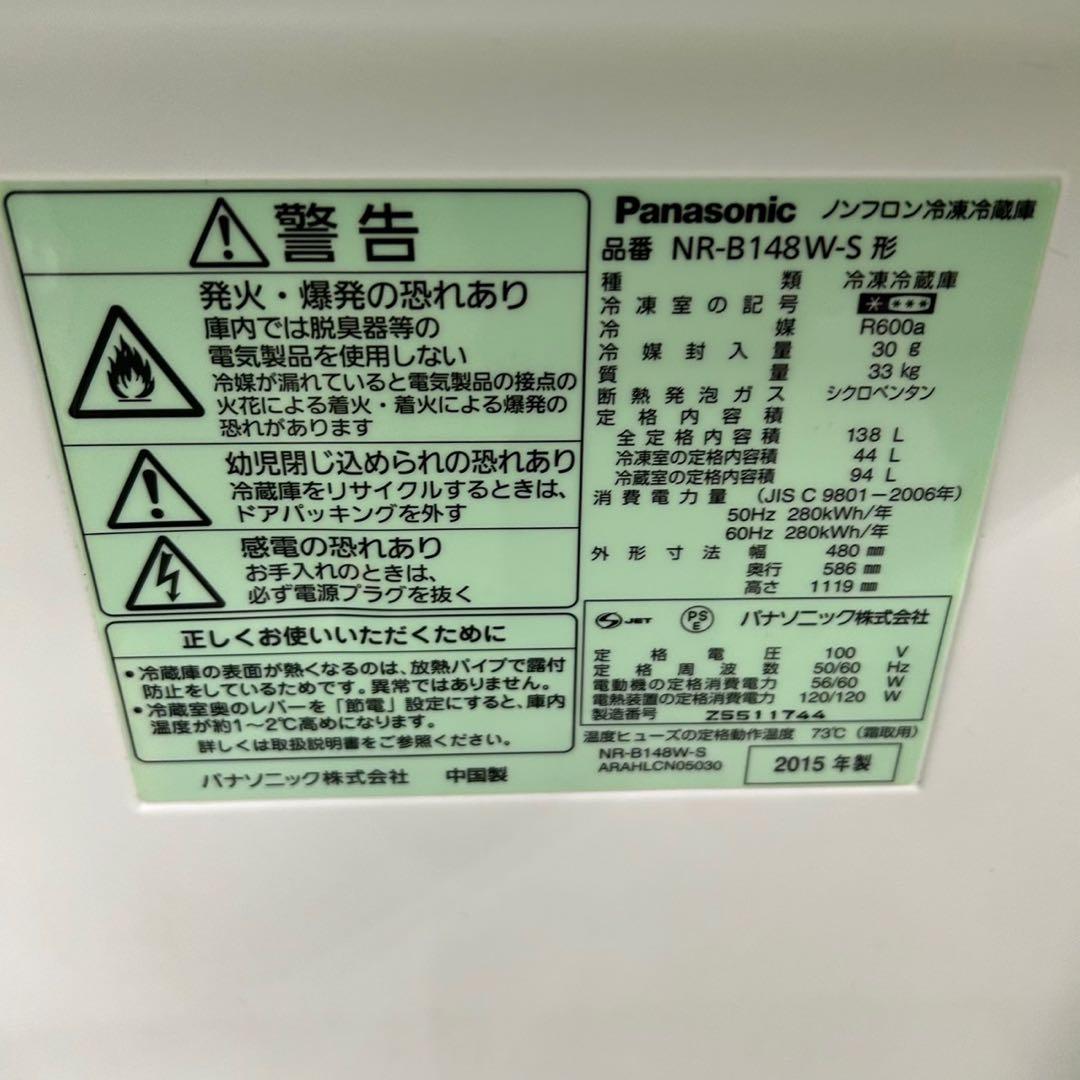 警告
発火・爆発の恐れあり
庫内では脱臭器等の
電気製品を使用しない
冷媒が漏れていると電気製品の接点の
火花による着火・着火による爆発の
恐れがあります
幼児閉じ込められの恐れあり
冷蔵庫をリサイクルするときは、
ドアパッキングを外す
感電の恐れあり
お手入れのときは、
必ず電源プラグを抜く
正しくお使いいただくために
・冷蔵庫の表面が熱くなるのは、放熱パイプで露付
防止をしているためです。異常ではありません。
・冷蔵室奥のレバーを「節電」設定にすると、庫内
温度が約1〜2℃高めになります。
詳しくは取扱説明書をご参照ください。
パナソニック株式会社 中国製
Panasonic ノンフロン冷凍冷蔵庫
品番 NR-B148W-S 形
種類 冷凍冷蔵庫
冷凍室の記号 * ***
冷媒 R600a
冷媒封入量 30 g
質量 33 kg
断熱発泡ガス シクロペンタン
定格内容積
全定格内容積 138 L
冷凍室の定格内容積 44 L
冷蔵室の定格内容積 94 L
消費電力量 (JIS C 9801-2006年)
50Hz 280kWh/年
60Hz 280kWh/年
外形寸法 幅 480 mm
奥行 586 mm
高さ 1119 mm
S JET PS E パナソニック株式会社
定格電圧 100 V
定格周波数 50/60 Hz
電動機の定格消費電力 56/60 W
電熱装置の定格消費電力 120/120 W
製造番号 Z5511744
温度ヒューズの定格動作温度 73℃ (霜取用)
NR-B148W-S
ARAHLCN05030
2015 年製